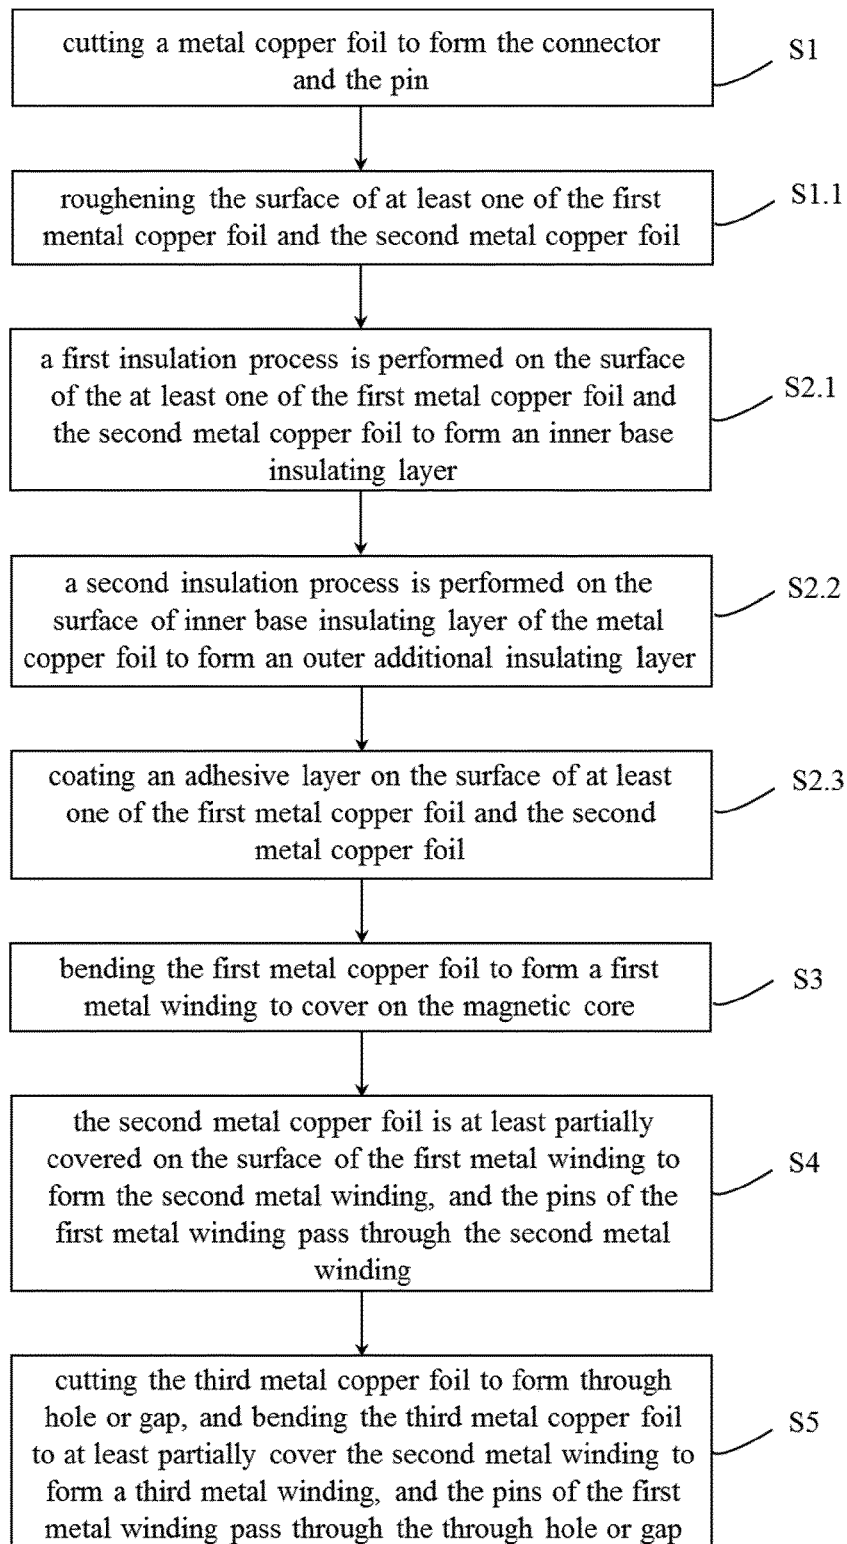 cutting a metal copper foil to form the connector
and the pin
S1
roughening the surface of at least one of the first
mental copper foil and the second metal copper foil
S1.1
a first insulation process is performed on the surface
of the at least one of the first metal copper foil and
the second metal copper foil to form an inner base
insulating layer
S2.1
a second insulation process is performed on the
surface of inner base insulating layer of the metal
copper foil to form an outer additional insulating layer
S2.2
coating an adhesive layer on the surface of at least
one of the first metal copper foil and the second
metal copper foil
S2.3
bending the first metal copper foil to form a first
metal winding to cover on the magnetic core
S3
the second metal copper foil is at least partially
covered on the surface of the first metal winding to
form the second metal winding, and the pins of the
first metal winding pass through the second metal
winding
S4
cutting the third metal copper foil to form through
hole or gap, and bending the third metal copper foil
to at least partially cover the second metal winding to
form a third metal winding, and the pins of the first
metal winding pass through the through hole or gap
S5